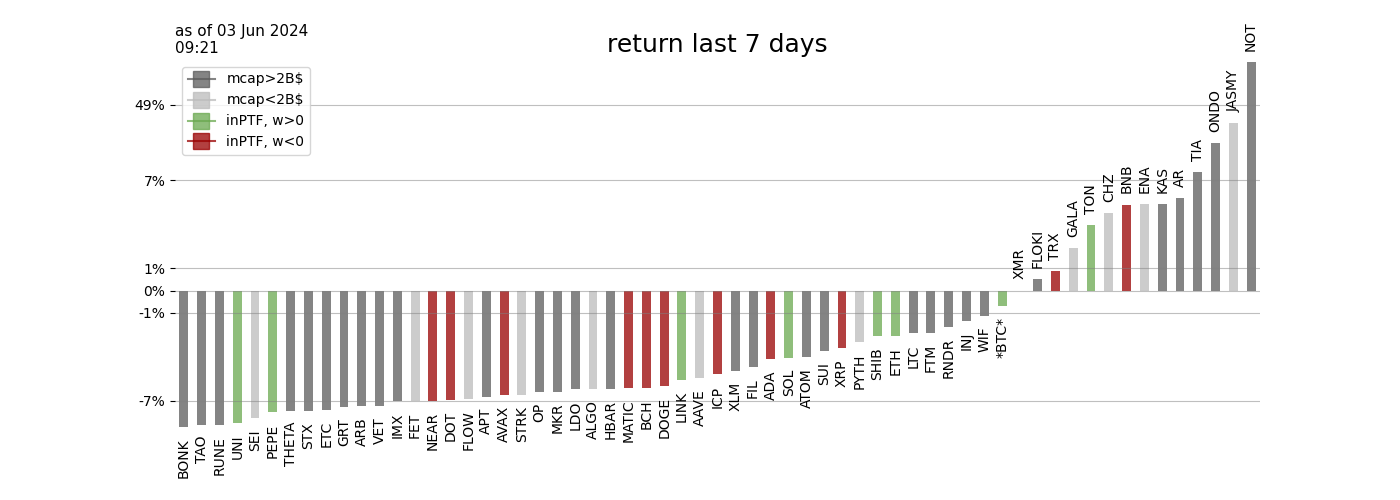 as of 03 Jun 2024
09:21
return last 7 days
mcap>2B$
mcap<2B$
inPTF, w>0
inPTF, w<0
49%
7%
1%
0%
-1%
-7%
BONK
TAO
RUNE
UNI
SEI
PEPE
THETA
STX
ETC
GRT
ARB
VET
IMX
FET
NEAR
DOT
FLOW
APT
AVAX
STRK
OP
MKR
LDO
ALGO
HBAR
MATIC
BCH
DOGE
LINK
AAVE
ICP
XLM
FIL
ADA
SOL
ATOM
SUI
XRP
PYTH
SHIB
ETH
LTC
FTM
RNDR
INJ
WIF
*BTC*
XMR
FLOKI
TRX
GALA
TON
CHZ
BNB
ENA
KAS
AR
TIA
ONDO
JASMY
NOT